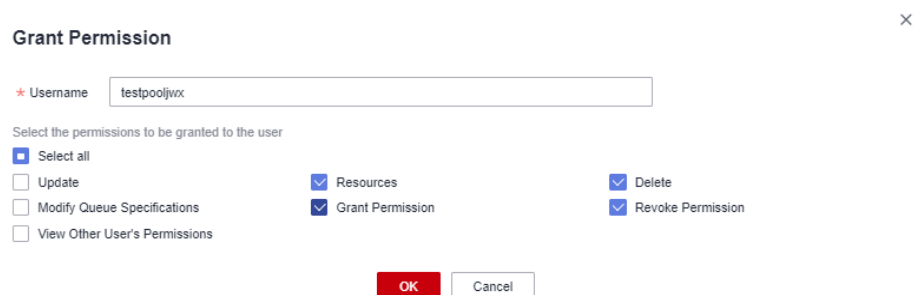 Grant Permission
* Username testpooljwx
Select the permissions to be granted to the user
Select all
Update Resources Delete
Modify Queue Specifications Grant Permission Revoke Permission
View Other User's Permissions
OK Cancel